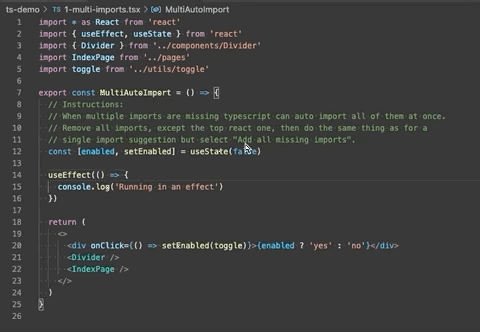 ts-demo > TS 1-multi-imports.tsx > MultiAutoImport
1 import * as React from 'react'
2 import { useEffect, useState } from 'react'
3 import { Divider } from '../components/Divider'
4 import IndexPage from '../pages'
5 import toggle from '../utils/toggle'
6
7 export const MultiAutoImport = () => {
8 // Instructions:
9 // When multiple imports are missing typescript can auto import all of them at once.
10 // Remove all imports, except the top react one, then do the same thing as for a
11 // single import suggestion but select "Add all missing imports".
12 const [enabled, setEnabled] = useState(false)
13
14 useEffect(() => {
15 console.log('Running in an effect')
16 })
17
18 return (
19 <>
20 <div onClick={() => setEnabled(toggle)}>{enabled ? 'yes' : 'no'}</div>
21 <Divider />
22 <IndexPage />
23 </>
24 )
25 }
26